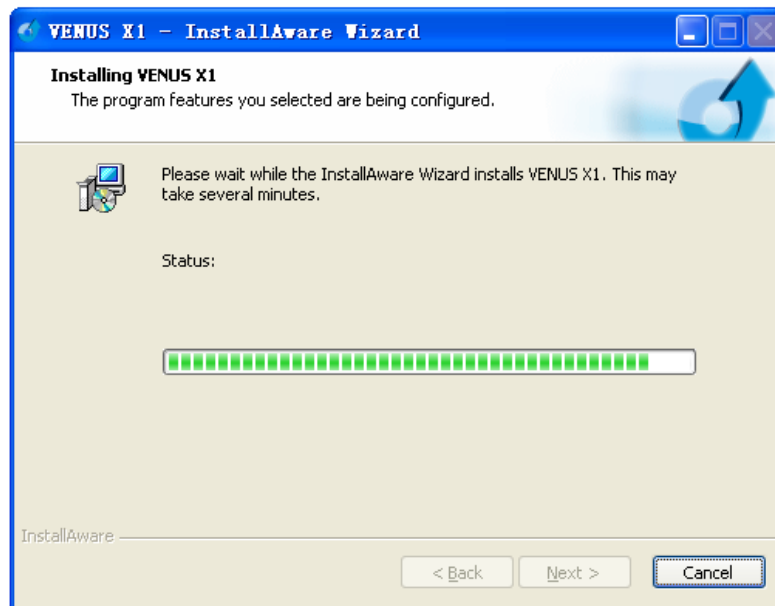 VENUS X1 - InstallAware Wizard
Installing VENUS X1
The program features you selected are being configured.
Please wait while the InstallAware Wizard installs VENUS X1. This may
take several minutes.
Status:
InstallAware
< Back Next > Cancel